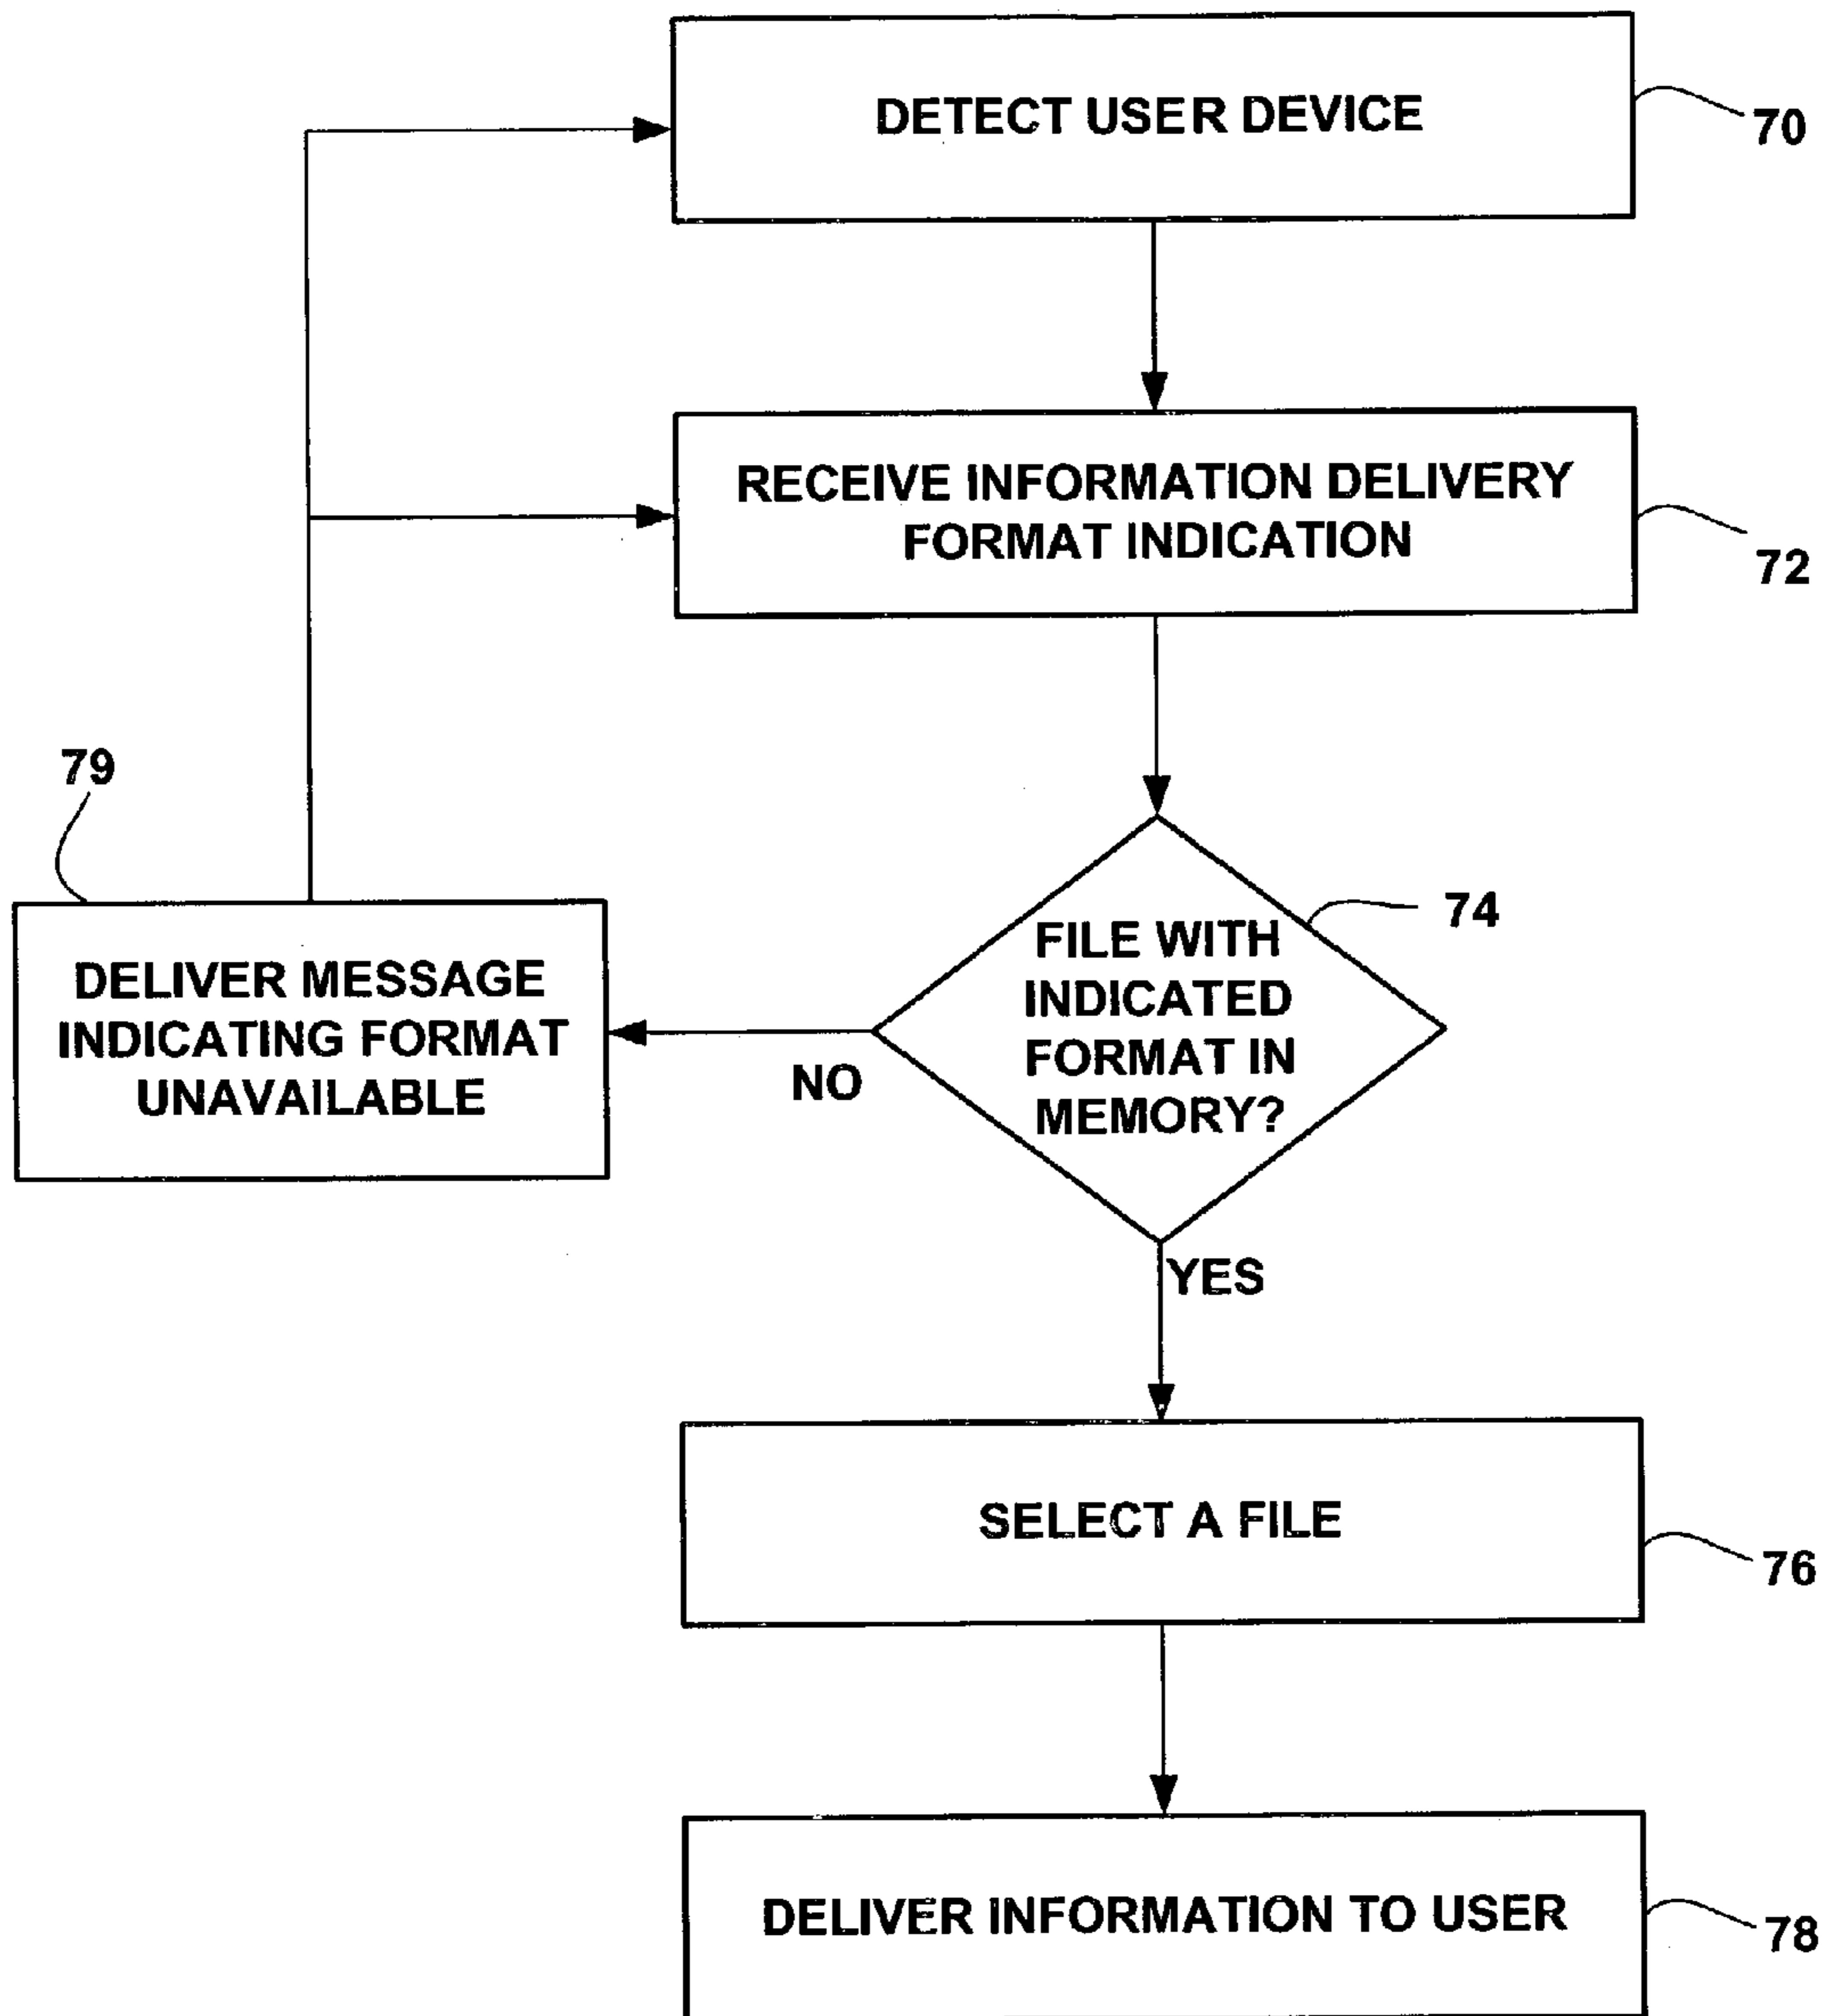 DETECT USER DEVICE
70
RECEIVE INFORMATION DELIVERY
FORMAT INDICATION
72
79
74
FILE WITH
INDICATED
FORMAT IN
MEMORY?
DELIVER MESSAGE
INDICATING FORMAT
UNAVAILABLE
NO
YES
SELECT A FILE
76
DELIVER INFORMATION TO USER
78